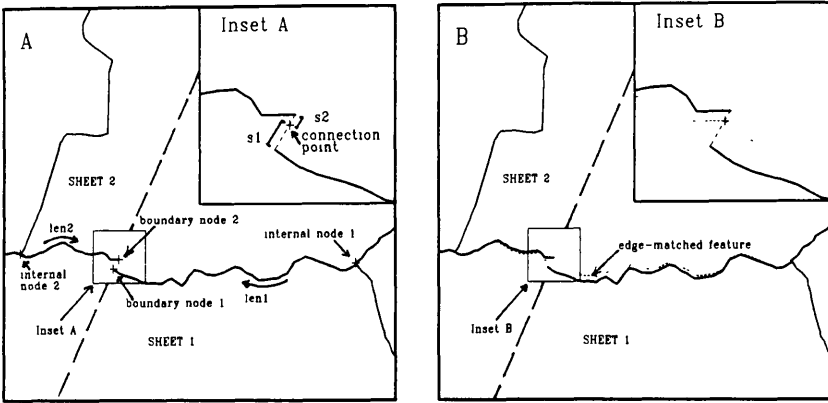 A
Inset A
s1
s2
connection
point
SHEET 2
len2
boundary node 2
internal node 1
internal
node 2
boundary node 1
len1
Inset A
SHEET 1
B
Inset B
SHEET 2
edge-matched feature
Inset B
SHEET 1